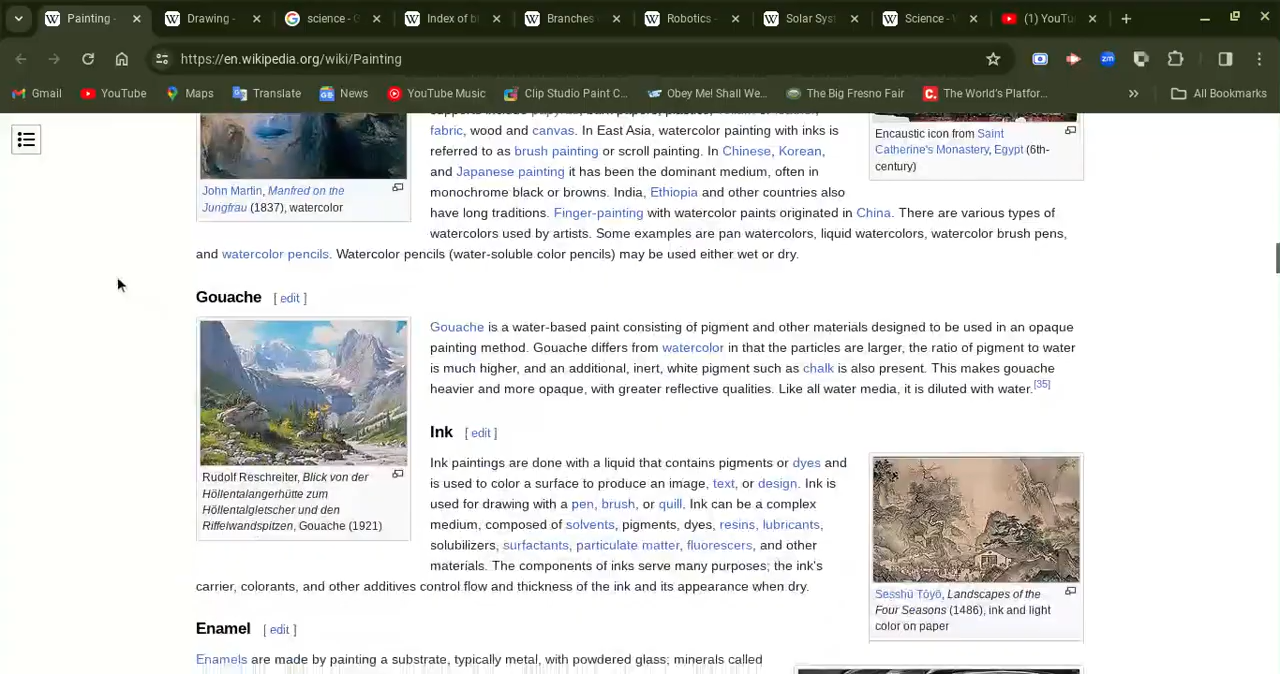 Painting -
Drawing -
science - G
Index of b
Branches
Robotics -
Solar Sys
Science - W
(1) YouTu
https://en.wikipedia.org/wiki/Painting
zm
Gmail
YouTube
Maps
Translate
News
YouTube Music
Clip Studio Paint C...
Obey Me! Shall We...
The Big Fresno Fair
The World's Platfor...
All Bookmarks
fabric, wood and canvas. In East Asia, watercolor painting with inks is
referred to as brush painting or scroll painting. In Chinese, Korean,
and Japanese painting it has been the dominant medium, often in
monochrome black or browns. India, Ethiopia and other countries also
have long traditions. Finger-painting with watercolor paints originated in China. There are various types of
watercolors used by artists. Some examples are pan watercolors, liquid watercolors, watercolor brush pens,
and watercolor pencils. Watercolor pencils (water-soluble color pencils) may be used either wet or dry.
John Martin, Manfred on the
Jungfrau (1837), watercolor
Encaustic icon from Saint
Catherine's Monastery, Egypt (6th-
century)
Gouache [ edit ]
Gouache is a water-based paint consisting of pigment and other materials designed to be used in an opaque
painting method. Gouache differs from watercolor in that the particles are larger, the ratio of pigment to water
is much higher, and an additional, inert, white pigment such as chalk is also present. This makes gouache
heavier and more opaque, with greater reflective qualities. Like all water media, it is diluted with water.[35]
Rudolf Reschreiter, Blick von der
Höllentalangerhütte zum
Höllentalgletscher und den
Riffelwandspitzen, Gouache (1921)
Ink [ edit ]
Ink paintings are done with a liquid that contains pigments or dyes and
is used to color a surface to produce an image, text, or design. Ink is
used for drawing with a pen, brush, or quill. Ink can be a complex
medium, composed of solvents, pigments, dyes, resins, lubricants,
solubilizers, surfactants, particulate matter, fluorescers, and other
materials. The components of inks serve many purposes; the ink's
carrier, colorants, and other additives control flow and thickness of the ink and its appearance when dry.
Sesshū Tōyō, Landscapes of the
Four Seasons (1486), ink and light
color on paper
Enamel [ edit ]
Enamels are made by painting a substrate, typically metal, with powdered glass; minerals called